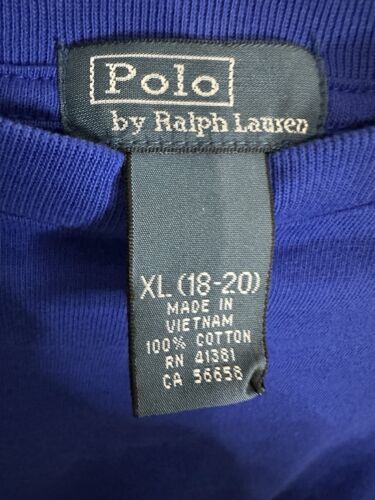 Polo
by Ralph Lauren
XL (18-20)
MADE IN
VIETNAM
100% COTTON
RN 41381
CA 56658